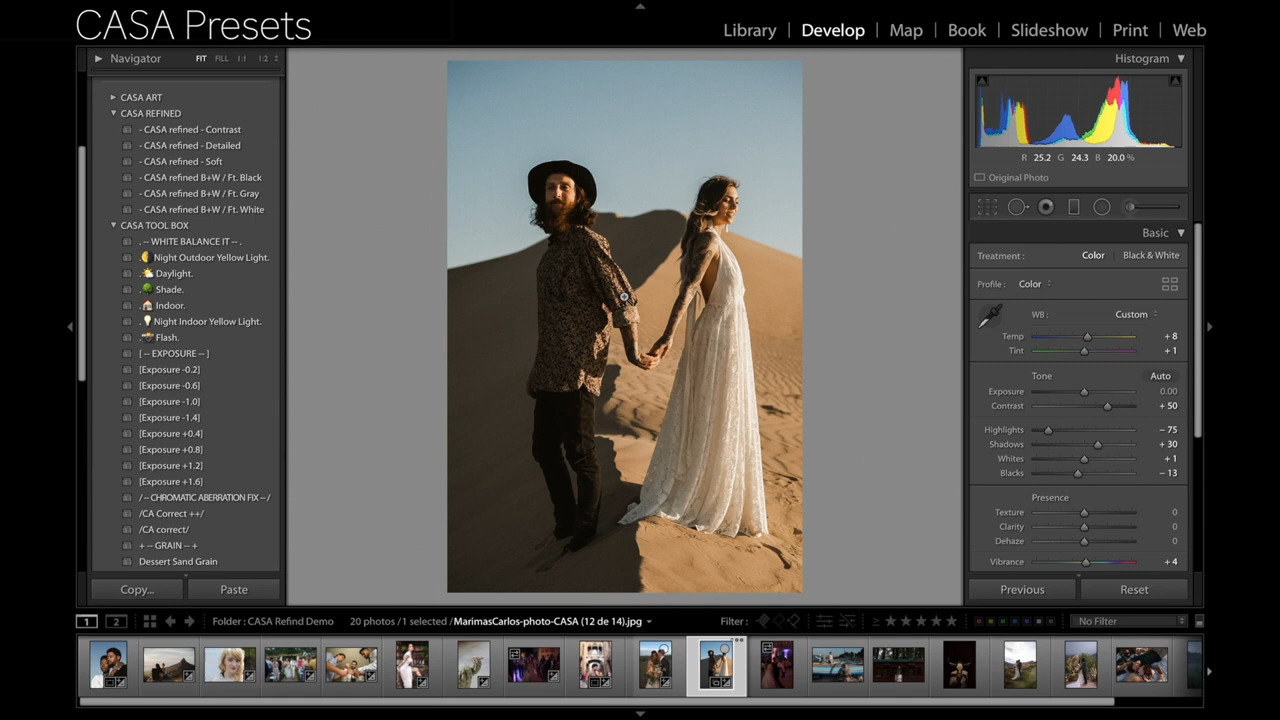 CASA Presets
Library | Develop | Map | Book | Slideshow | Print | Web
Navigator FIT FILL 1:1 1:2
CASA ART
CASA REFINED
- CASA refined - Contrast
- CASA refined - Detailed
- CASA refined - Soft
- CASA refined B+W / Ft. Black
- CASA refined B+W / Ft. Gray
- CASA refined B+W / Ft. White
CASA TOOL BOX
. -- WHITE BALANCE IT -- .
. Night Outdoor Yellow Light.
. Daylight.
. Shade.
. Indoor.
. Night Indoor Yellow Light.
. Flash.
[ -- EXPOSURE -- ]
[Exposure -0.2]
[Exposure -0.6]
[Exposure -1.0]
[Exposure -1.4]
[Exposure +0.4]
[Exposure +0.8]
[Exposure +1.2]
[Exposure +1.6]
/ -- CHROMATIC ABERRATION FIX -- /
/CA Correct ++/
/CA correct/
+ -- GRAIN -- +
Dessert Sand Grain
Copy... Paste
Histogram
R 25.2 G 24.3 B 20.0 %
Original Photo
Basic
Treatment : Color | Black & White
Profile : Color
WB : Custom
Temp + 8
Tint + 1
Tone Auto
Exposure 0.00
Contrast + 50
Highlights − 75
Shadows + 30
Whites + 1
Blacks − 13
Presence
Texture 0
Clarity 0
Dehaze 0
Vibrance + 4
Previous Reset
1 2 Folder : CASA Refind Demo 20 photos / 1 selected / MarimasCarlos-photo-CASA (12 de 14).jpg Filter : No Filter